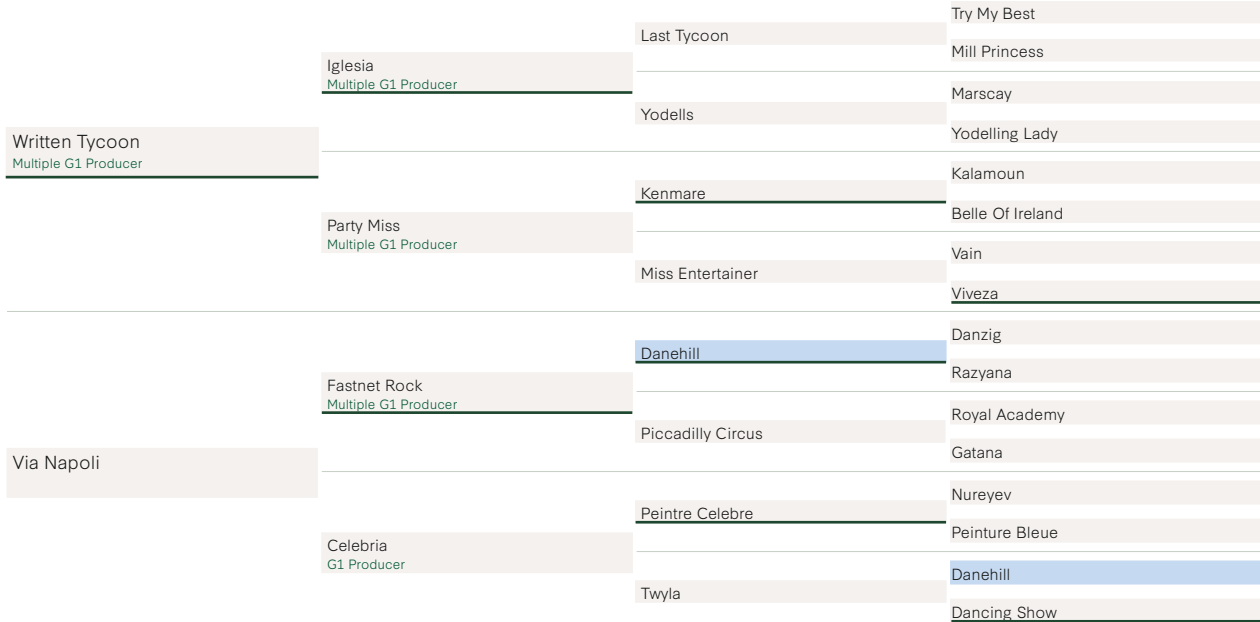 Written Tycoon
Multiple G1 Producer
Via Napoli
Iglesia
Multiple G1 Producer
Party Miss
Multiple G1 Producer
Fastnet Rock
Multiple G1 Producer
Celebria
G1 Producer
Last Tycoon
Yodells
Kenmare
Miss Entertainer
Danehill
Piccadilly Circus
Peintre Celebre
Twyla
Try My Best
Mill Princess
Marscay
Yodelling Lady
Kalamoun
Belle Of Ireland
Vain
Viveza
Danzig
Razyana
Royal Academy
Gatana
Nureyev
Peinture Bleue
Danehill
Dancing Show